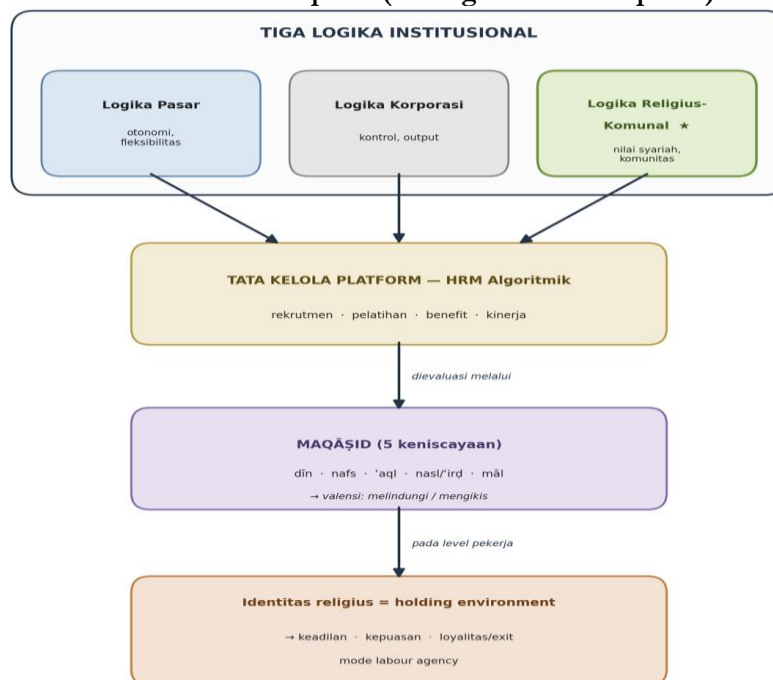 TIGA LOGIKA INSTITUSIONAL
Logika Pasar
otonomi,
fleksibilitas
Logika Korporasi
kontrol, output
Logika Religius-
Komunal ★
nilai syariah,
komunitas
TATA KELOLA PLATFORM — HRM Algoritmik
rekrutmen · pelatihan · benefit · kinerja
dievaluasi melalui
MAQĀṢID (5 keniscayaan)
dīn · nafs · ʿaql · nasl/ʿirḍ · māl
→ valensi: melindungi / mengikis
pada level pekerja
Identitas religius = holding environment
→ keadilan · kepuasan · loyalitas/exit
mode labour agency